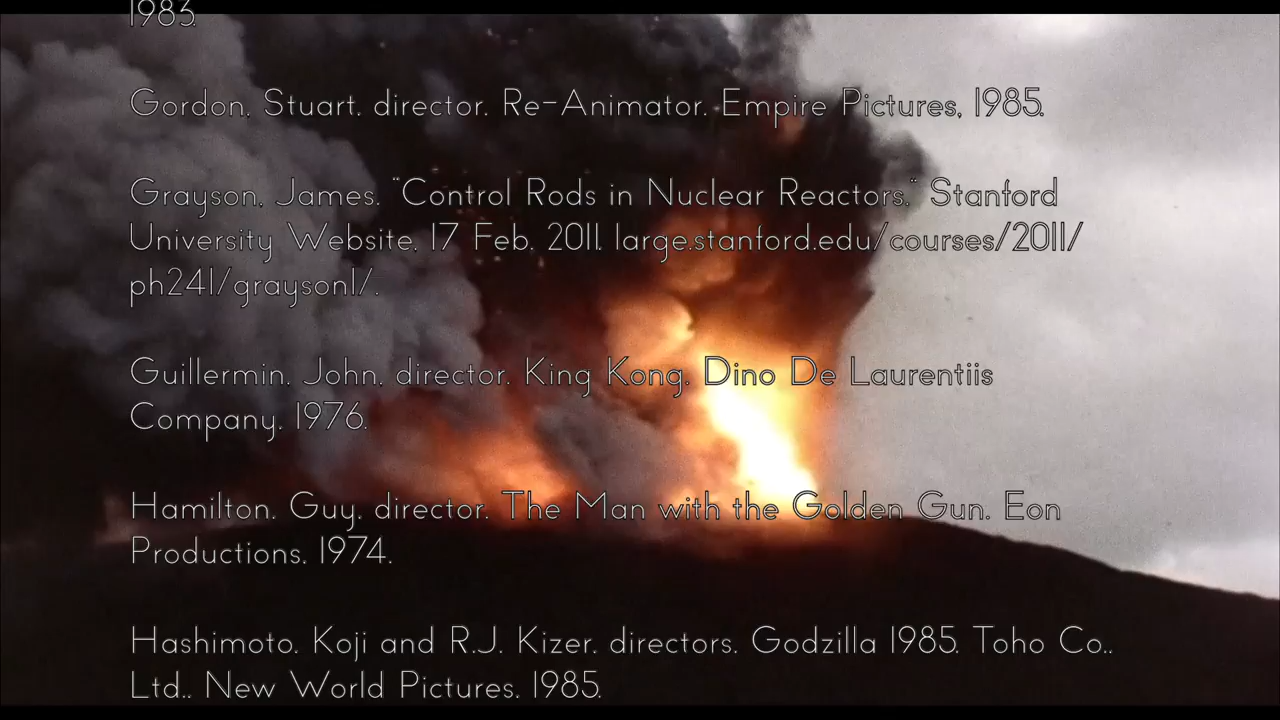 1983.
Gordon, Stuart, director. Re-Animator. Empire Pictures, 1985.
Grayson, James. "Control Rods in Nuclear Reactors." Stanford
University Website, 17 Feb. 2011. large.stanford.edu/courses/2011/
ph241/grayson1/.
Guillermin, John, director. King Kong. Dino De Laurentiis
Company, 1976.
Hamilton, Guy, director. The Man with the Golden Gun. Eon
Productions, 1974.
Hashimoto, Koji and R.J. Kizer, directors. Godzilla 1985. Toho Co.,
Ltd., New World Pictures, 1985.